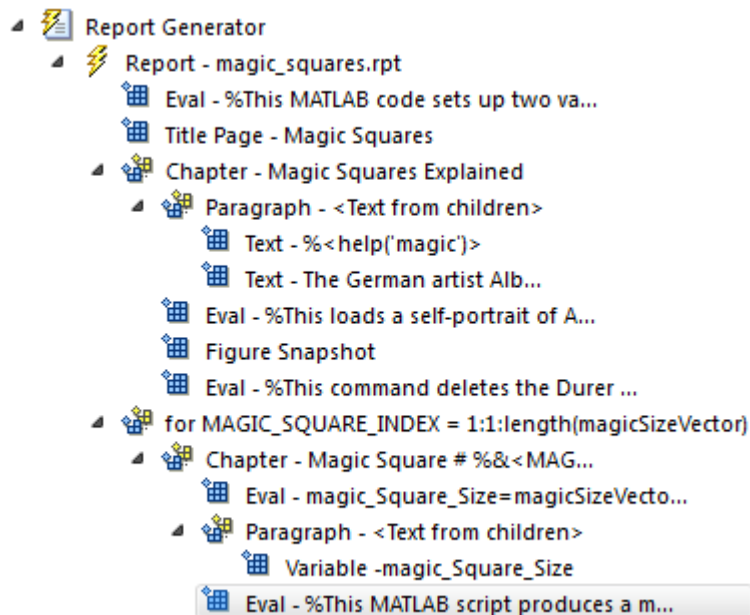 Report Generator
Report - magic_squares.rpt
Eval - %This MATLAB code sets up two va...
Title Page - Magic Squares
Chapter - Magic Squares Explained
Paragraph - <Text from children>
Text - %<help('magic')>
Text - The German artist Alb...
Eval - %This loads a self-portrait of A...
Figure Snapshot
Eval - %This command deletes the Durer ...
for MAGIC_SQUARE_INDEX = 1:1:length(magicSizeVector)
Chapter - Magic Square # %&<MAG...
Eval - magic_Square_Size=magicSizeVecto...
Paragraph - <Text from children>
Variable -magic_Square_Size
Eval - %This MATLAB script produces a m...